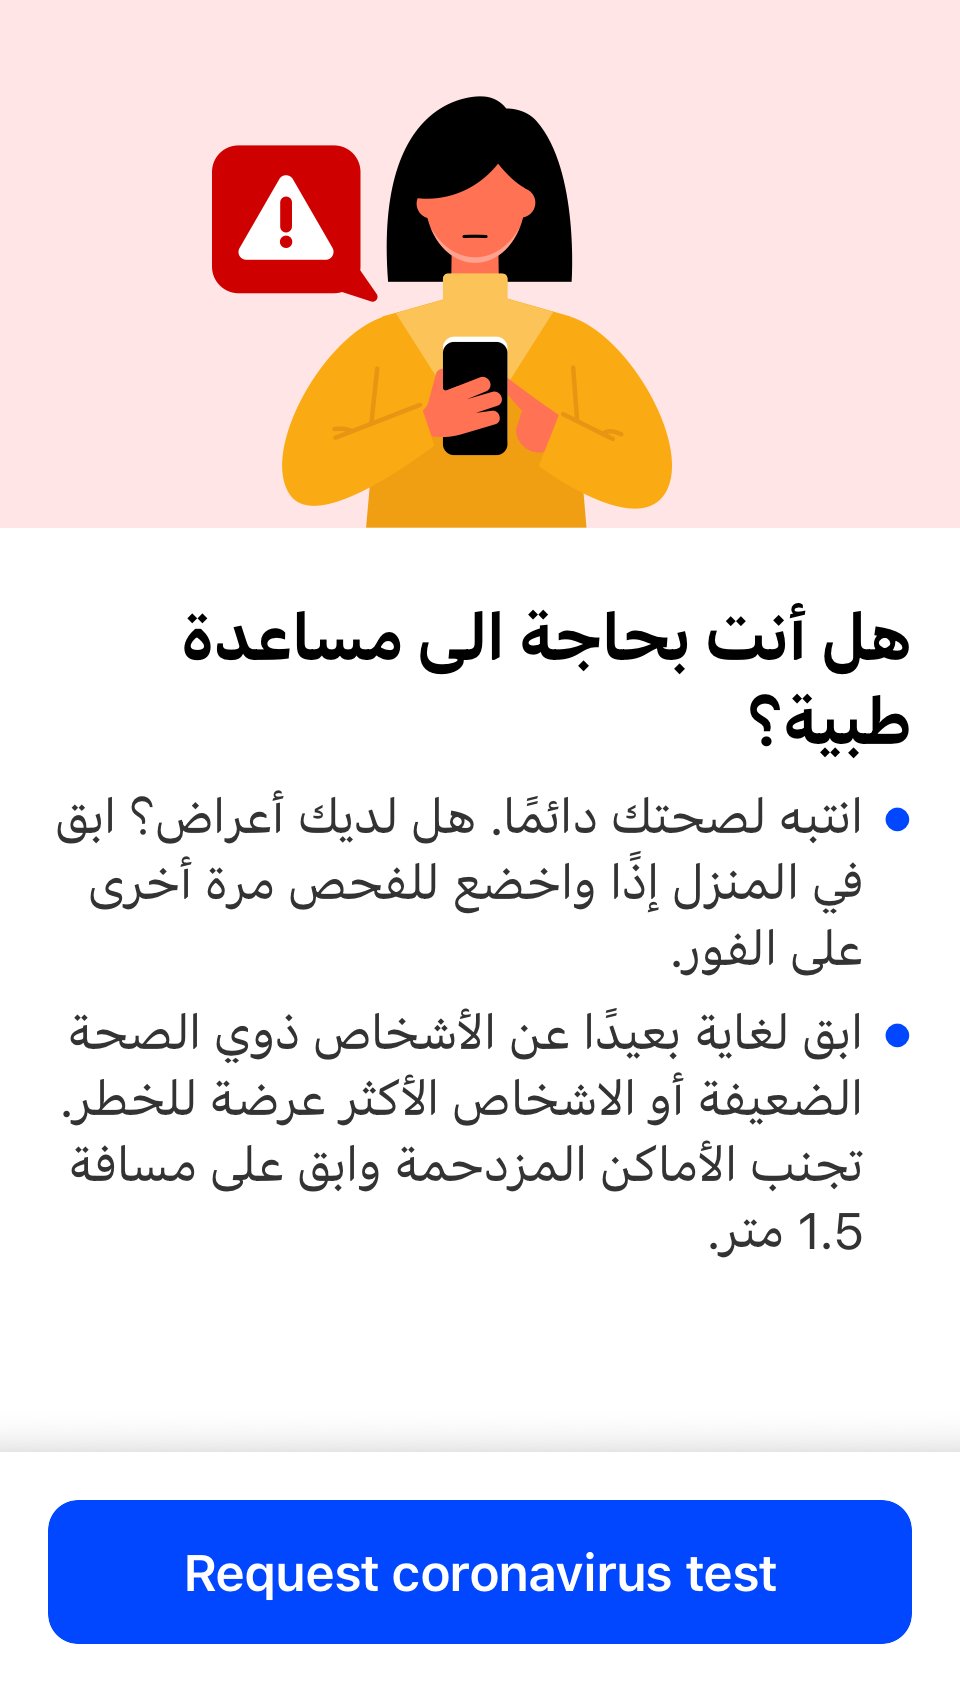 هل أنت بحاجة الى مساعدة
طبية؟
انتبه لصحتك دائمًا. هل لديك أعراض؟ ابق
في المنزل إذًا واخضع للفحص مرة أخرى
على الفور.
ابق لغاية بعيدًا عن الأشخاص ذوي الصحة
الضعيفة أو الاشخاص الأكثر عرضة للخطر.
تجنب الأماكن المزدحمة وابق على مسافة
1.5 متر.
Request coronavirus test